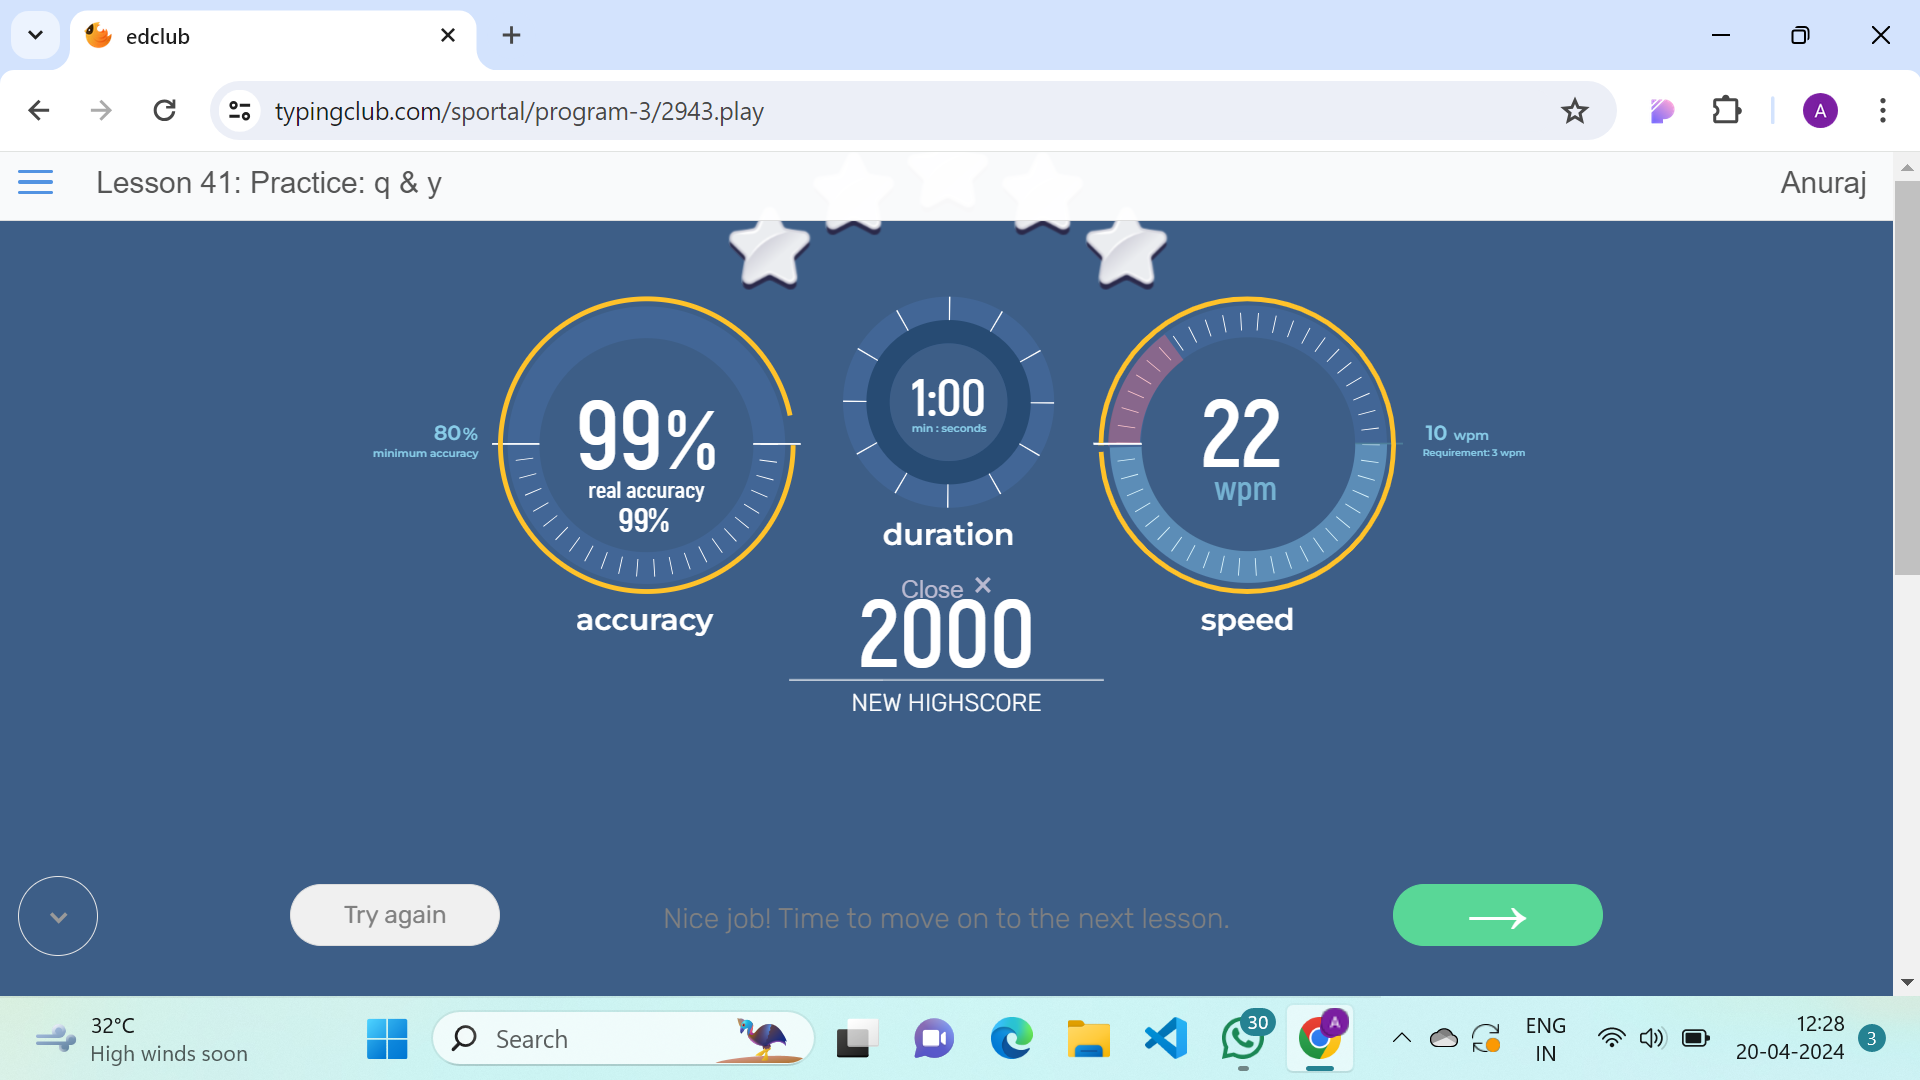 edclub
typingclub.com/sportal/program-3/2943.play
A
Lesson 41: Practice: q & y
Anuraj
80%
minimum accuracy
99%
real accuracy
99%
accuracy
1:00
min : seconds
duration
22
wpm
speed
10 wpm
Requirement: 3 wpm
Close ×
2000
NEW HIGHSCORE
Try again
Nice job! Time to move on to the next lesson.
32°C
High winds soon
Search
30
A
ENG
IN
12:28
20-04-2024
3